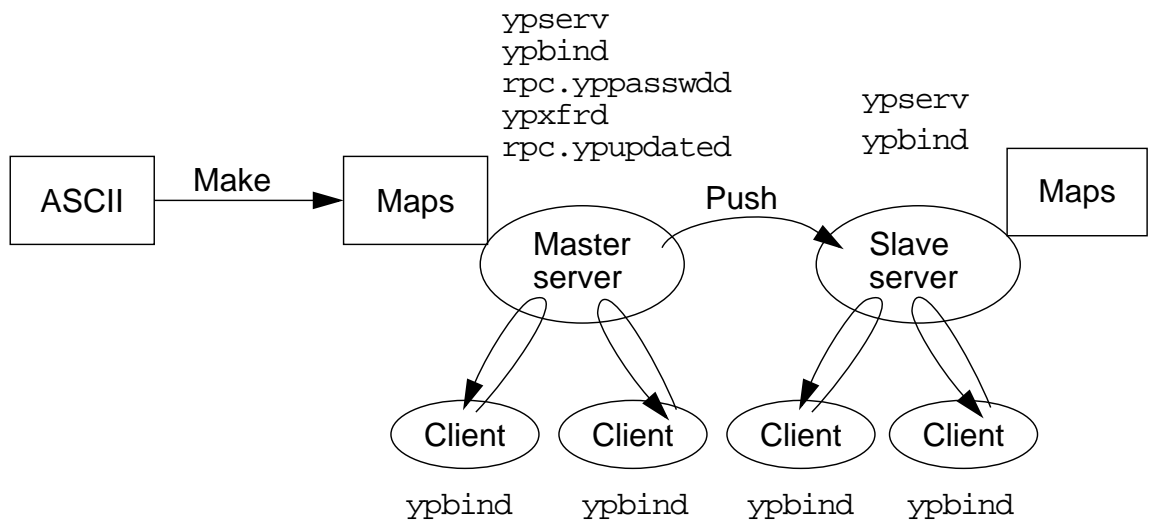 ypserv
ypbind
rpc.yppasswdd
ypxfrd
rpc.ypupdated
ypserv
ypbind
ASCII
Make
Maps
Push
Maps
Master
server
Slave
server
Client
Client
Client
Client
ypbind
ypbind
ypbind
ypbind